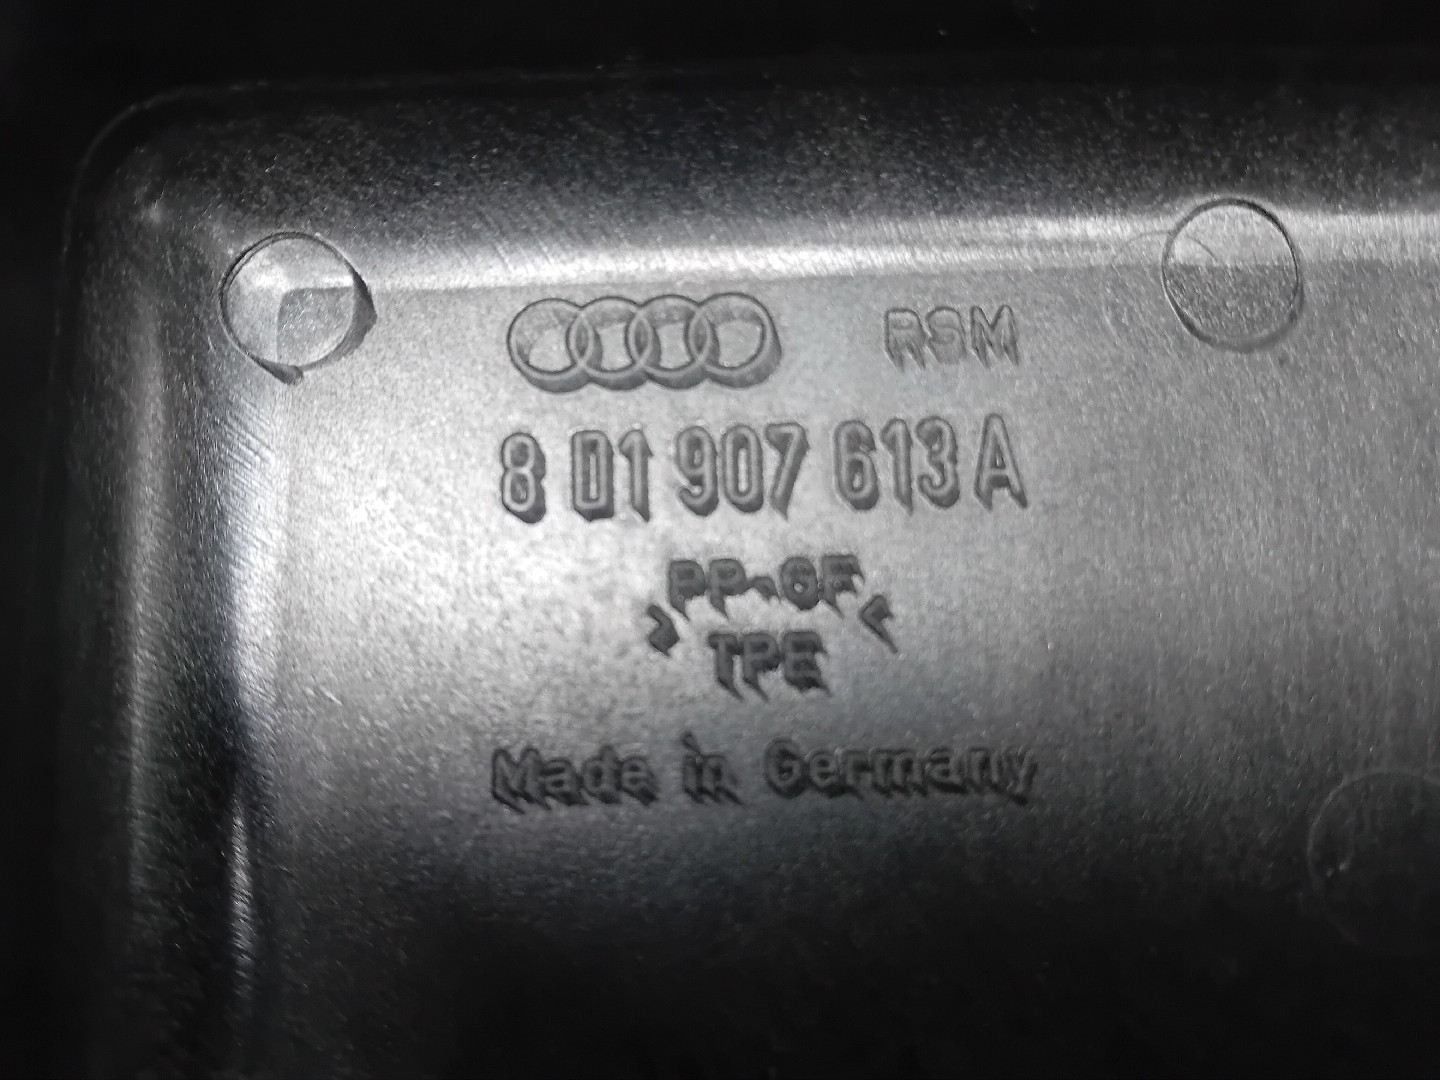 RSM
8 D1 907 613 A
>PP-GF<
TPE
Made in Germany